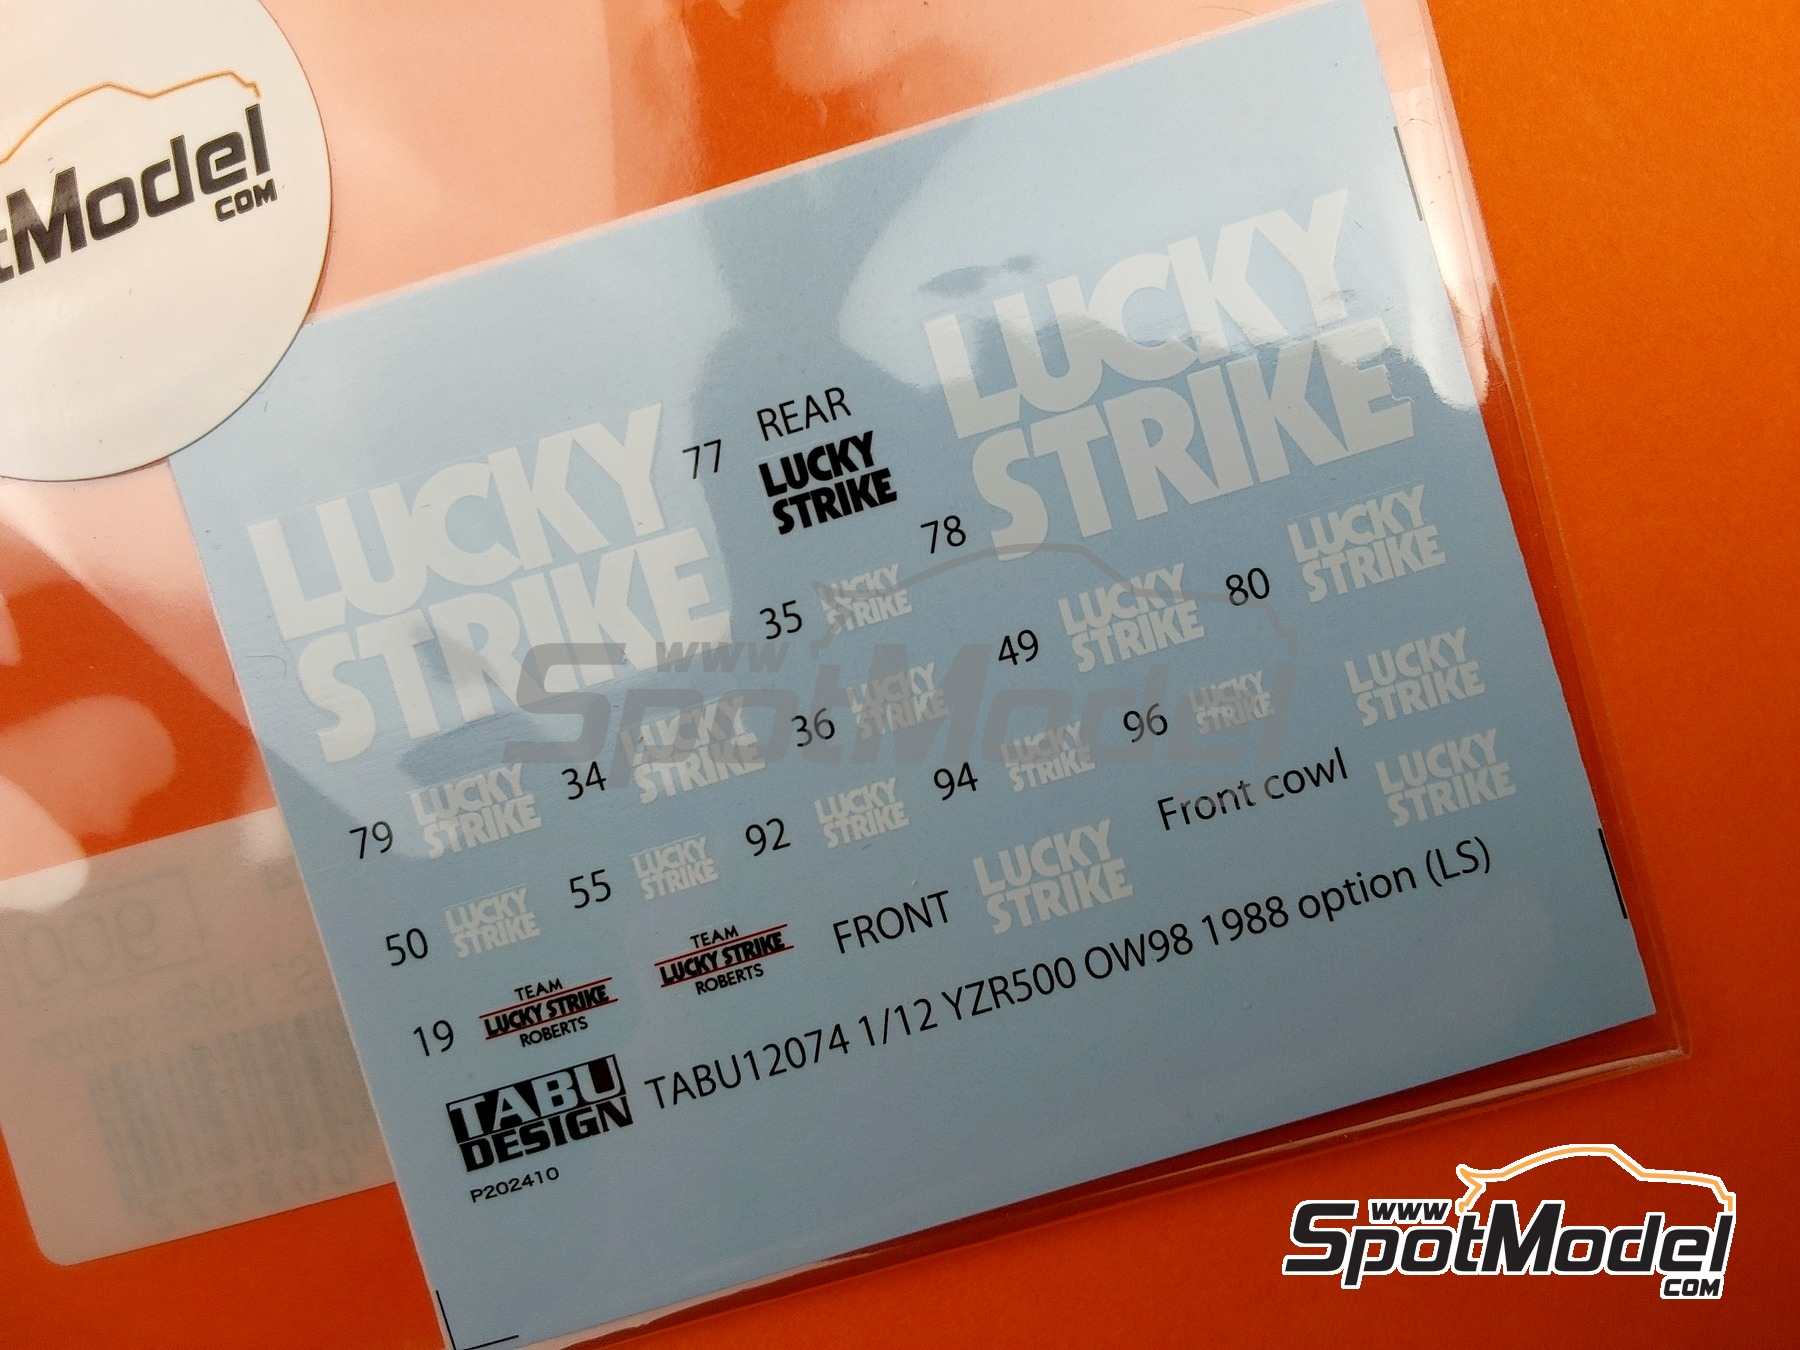 tModel
.COM
LUCKY
STRIKE
77
REAR
LUCKY
STRIKE
78
LUCKY
STRIKE
35
LUCKY
STRIKE
49
LUCKY
STRIKE
80
LUCKY
STRIKE
79
LUCKY
STRIKE
34
LUCKY
STRIKE
36
LUCKY
STRIKE
94
LUCKY
STRIKE
96
LUCKY
STRIKE
LUCKY
STRIKE
50
LUCKY
STRIKE
55
LUCKY
STRIKE
92
LUCKY
STRIKE
FRONT
LUCKY
STRIKE
Front cowl
LUCKY
STRIKE
19
TEAM
LUCKY STRIKE
ROBERTS
TEAM
LUCKY STRIKE
ROBERTS
TABU
DESIGN
TABU12074 1/12 YZR500 OW98 1988 option (LS)
P202410
www
SpotModel
www
SpotModel
.COM